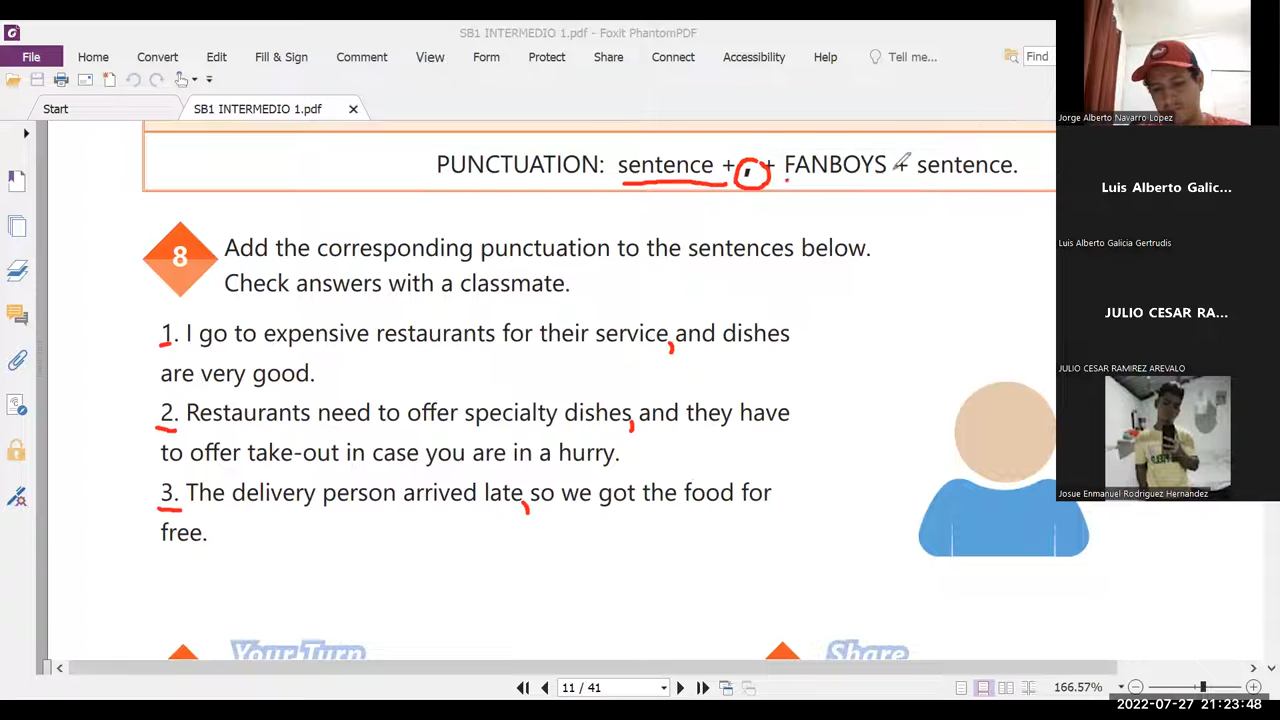 SB1 INTERMEDIO 1.pdf - Foxit PhantomPDF
File Home Convert Edit Fill & Sign Comment View Form Protect Share Connect Accessibility Help Tell me... Find
Start SB1 INTERMEDIO 1.pdf
PUNCTUATION: sentence + , + FANBYOS + sentence.
8 Add the corresponding punctuation to the sentences below.
Check answers with a classmate.
1. I go to expensive restaurants for their service, and dishes
are very good.
2. Restaurants need to offer specialty dishes, and they have
to offer take-out in case you are in a hurry.
3. The delivery person arrived late, so we got the food for
free.
Your Turn Share
11 / 41 166.57%
Jorge Alberto Navarro Lopez
Luis Alberto Galic...
Luis Alberto Galicia Gertrudis
JULIO CESAR RA...
JULIO CESAR RAMIREZ AREVALO
Josue Enmanuel Rodriguez Hernandez
2022-07-27 21:23:48